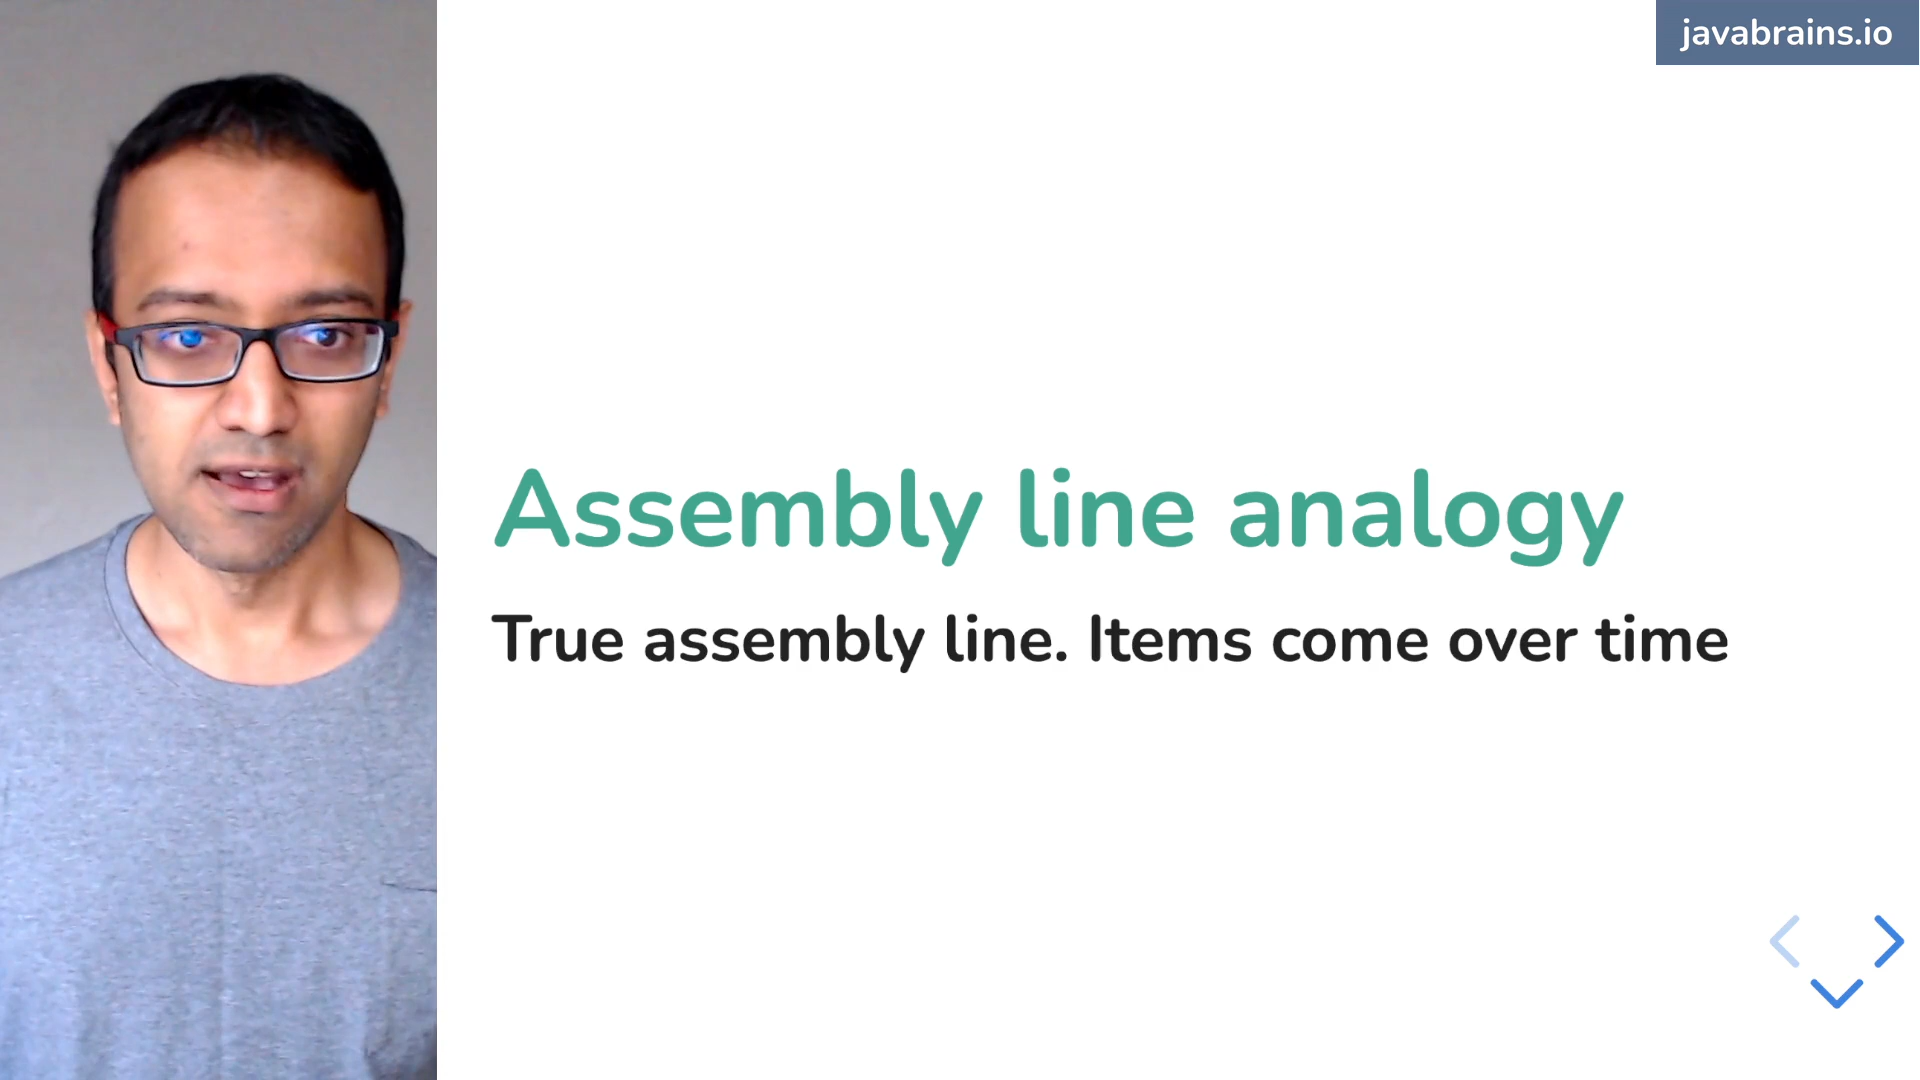 javabrains.io
Assembly line analogy
True assembly line. Items come over time